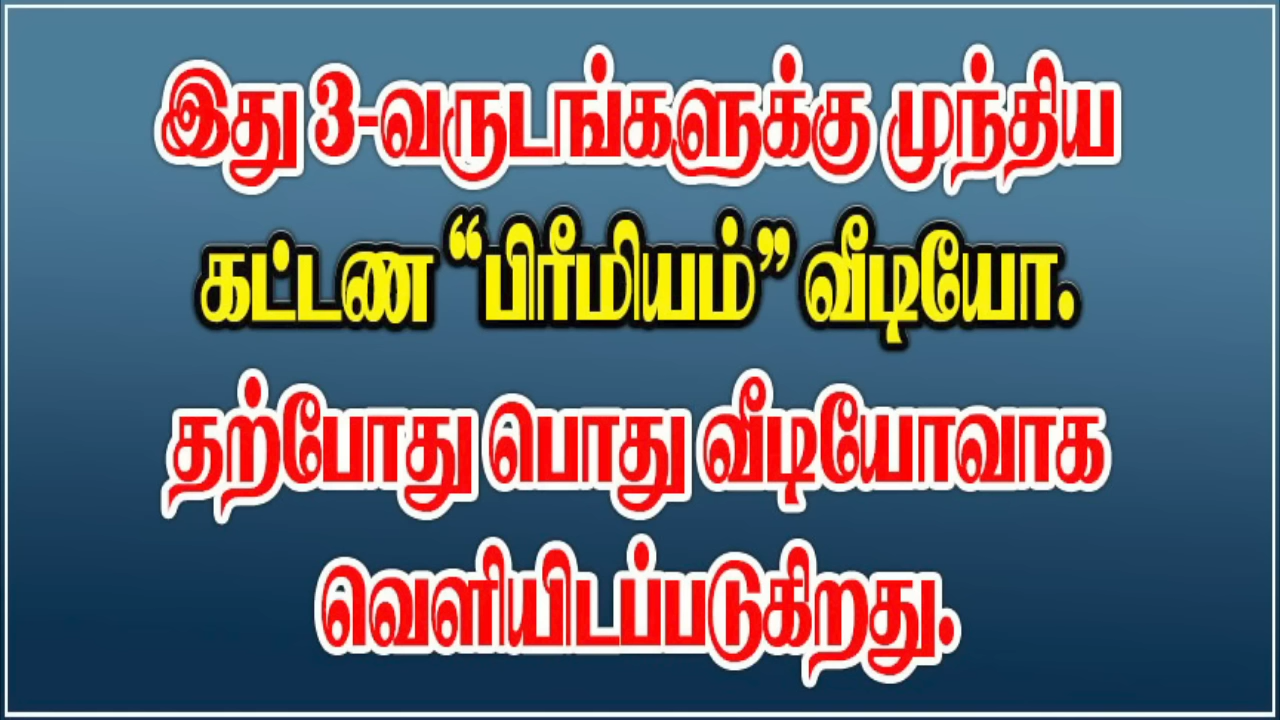 இது 3-வருடங்களுக்கு முந்திய
கட்டண “பிரீமியம்” வீடியோ.
தற்போது பொது வீடியோவாக
வெளியிடப்படுகிறது.